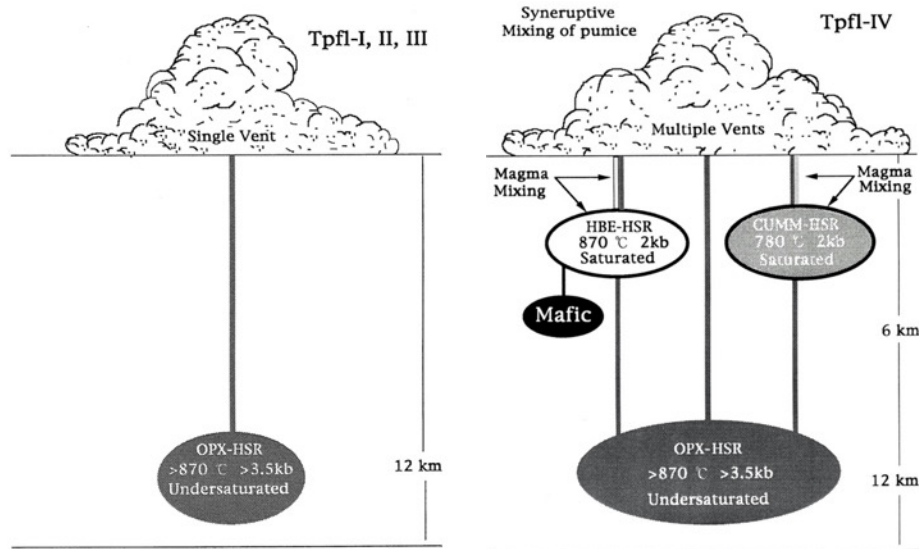 Tpfl-I, II, III
Single Vent
OPX-HSR
>870 ℃ >3.5kb
Undersaturated
12 km
Syneruptive
Mixing of pumice
Tpfl-IV
Multiple Vents
Magma
Mixing
Magma
Mixing
HBE-HSR
870 ℃ 2kb
Saturated
CUMM-HSR
780 ℃ 2kb
Saturated
Mafic
6 km
OPX-HSR
>870 ℃ >3.5kb
Undersaturated
12 km